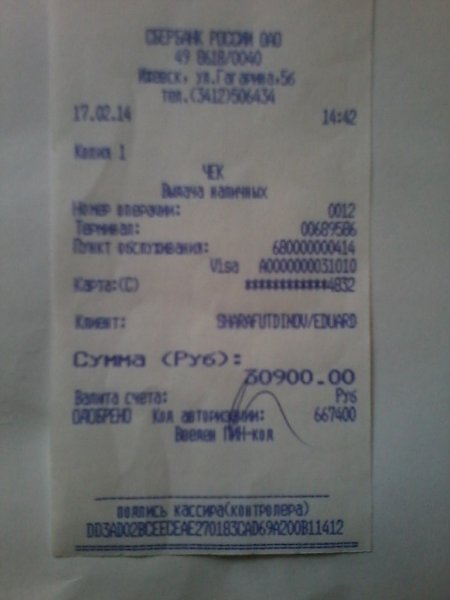 СБЕРБАНК РОССИИ ОАО
49 8618/0040
Ижевск, ул.Гагарина,56
тел.(3412)506434
17.02.14 14:42
Копия 1
ЧЕК
Выдача наличных
Номер операции: 0012
Терминал: 00689586
Пункт обслуживания: 680000000414
Visa A0000000031010
Карта:(C) ************4832
Клиент: SHARAFUTDINOV/EDUARD
Сумма (Руб):
30900.00
Валюта счета: Руб
ОДОБРЕНО Код авторизации: 667400
Введен ПИН-код
подпись кассира(контролера)
DD3AD02BCEECEAE270183CAD69A200B11412